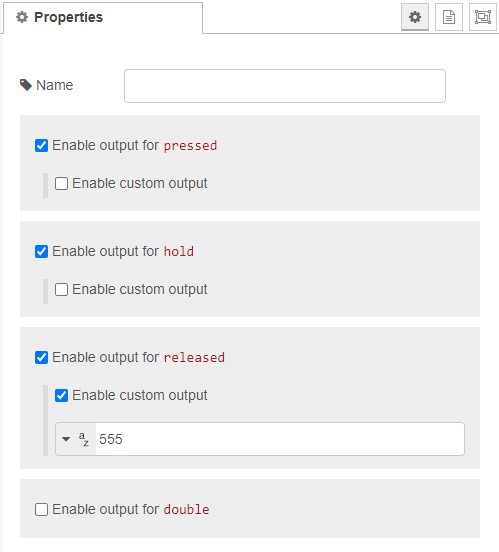 Properties
Name
Enable output for pressed
Enable custom output
Enable output for hold
Enable custom output
Enable output for released
Enable custom output
az 555
Enable output for double